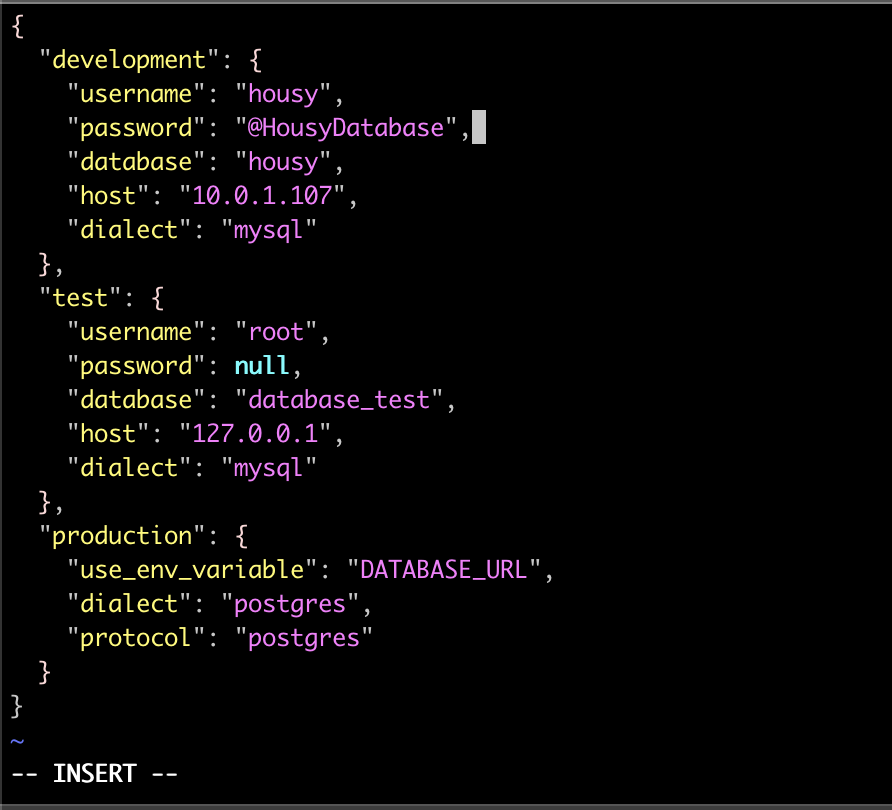 {
  "development": {
    "username": "housy",
    "password": "@HousyDatabase",
    "database": "housy",
    "host": "10.0.1.107",
    "dialect": "mysql"
  },
  "test": {
    "username": "root",
    "password": null,
    "database": "database_test",
    "host": "127.0.0.1",
    "dialect": "mysql"
  },
  "production": {
    "use_env_variable": "DATABASE_URL",
    "dialect": "postgres",
    "protocol": "postgres"
  }
}
~
-- INSERT --